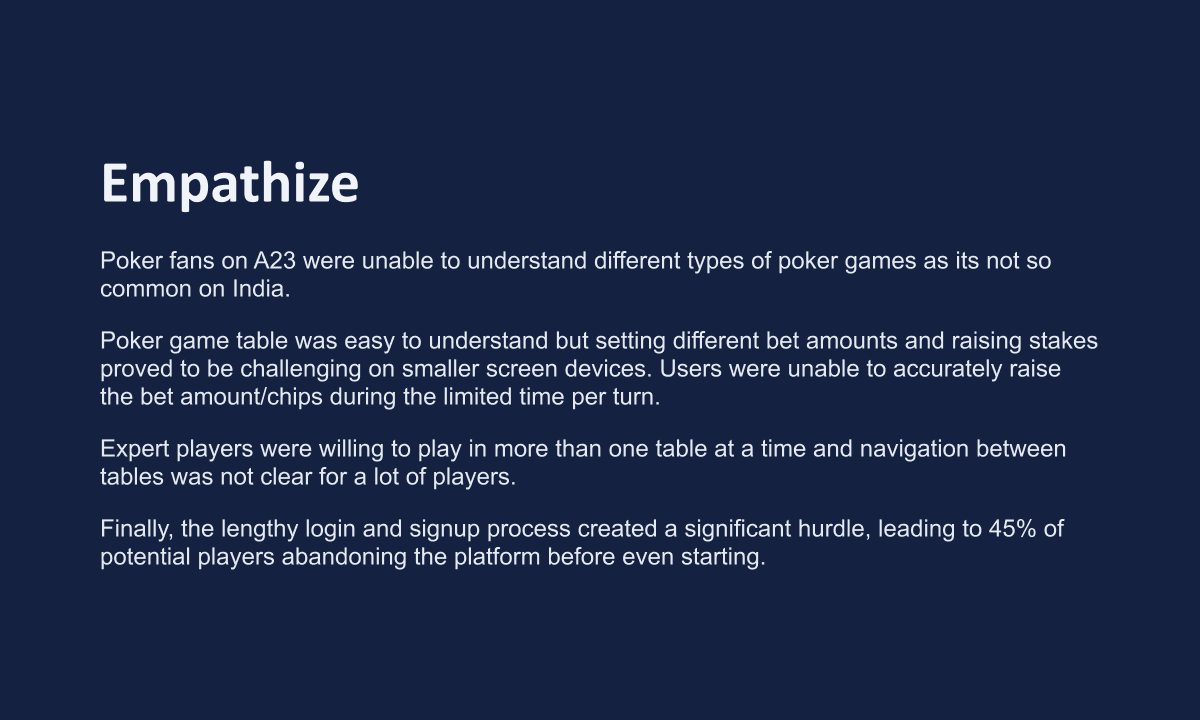 Empathize
Poker fans on A23 were unable to understand different types of poker games as its not so
common on India.
Poker game table was easy to understand but setting different bet amounts and raising stakes
proved to be challenging on smaller screen devices. Users were unable to accurately raise
the bet amount/chips during the limited time per turn.
Expert players were willing to play in more than one table at a time and navigation between
tables was not clear for a lot of players.
Finally, the lengthy login and signup process created a significant hurdle, leading to 45% of
potential players abandoning the platform before even starting.